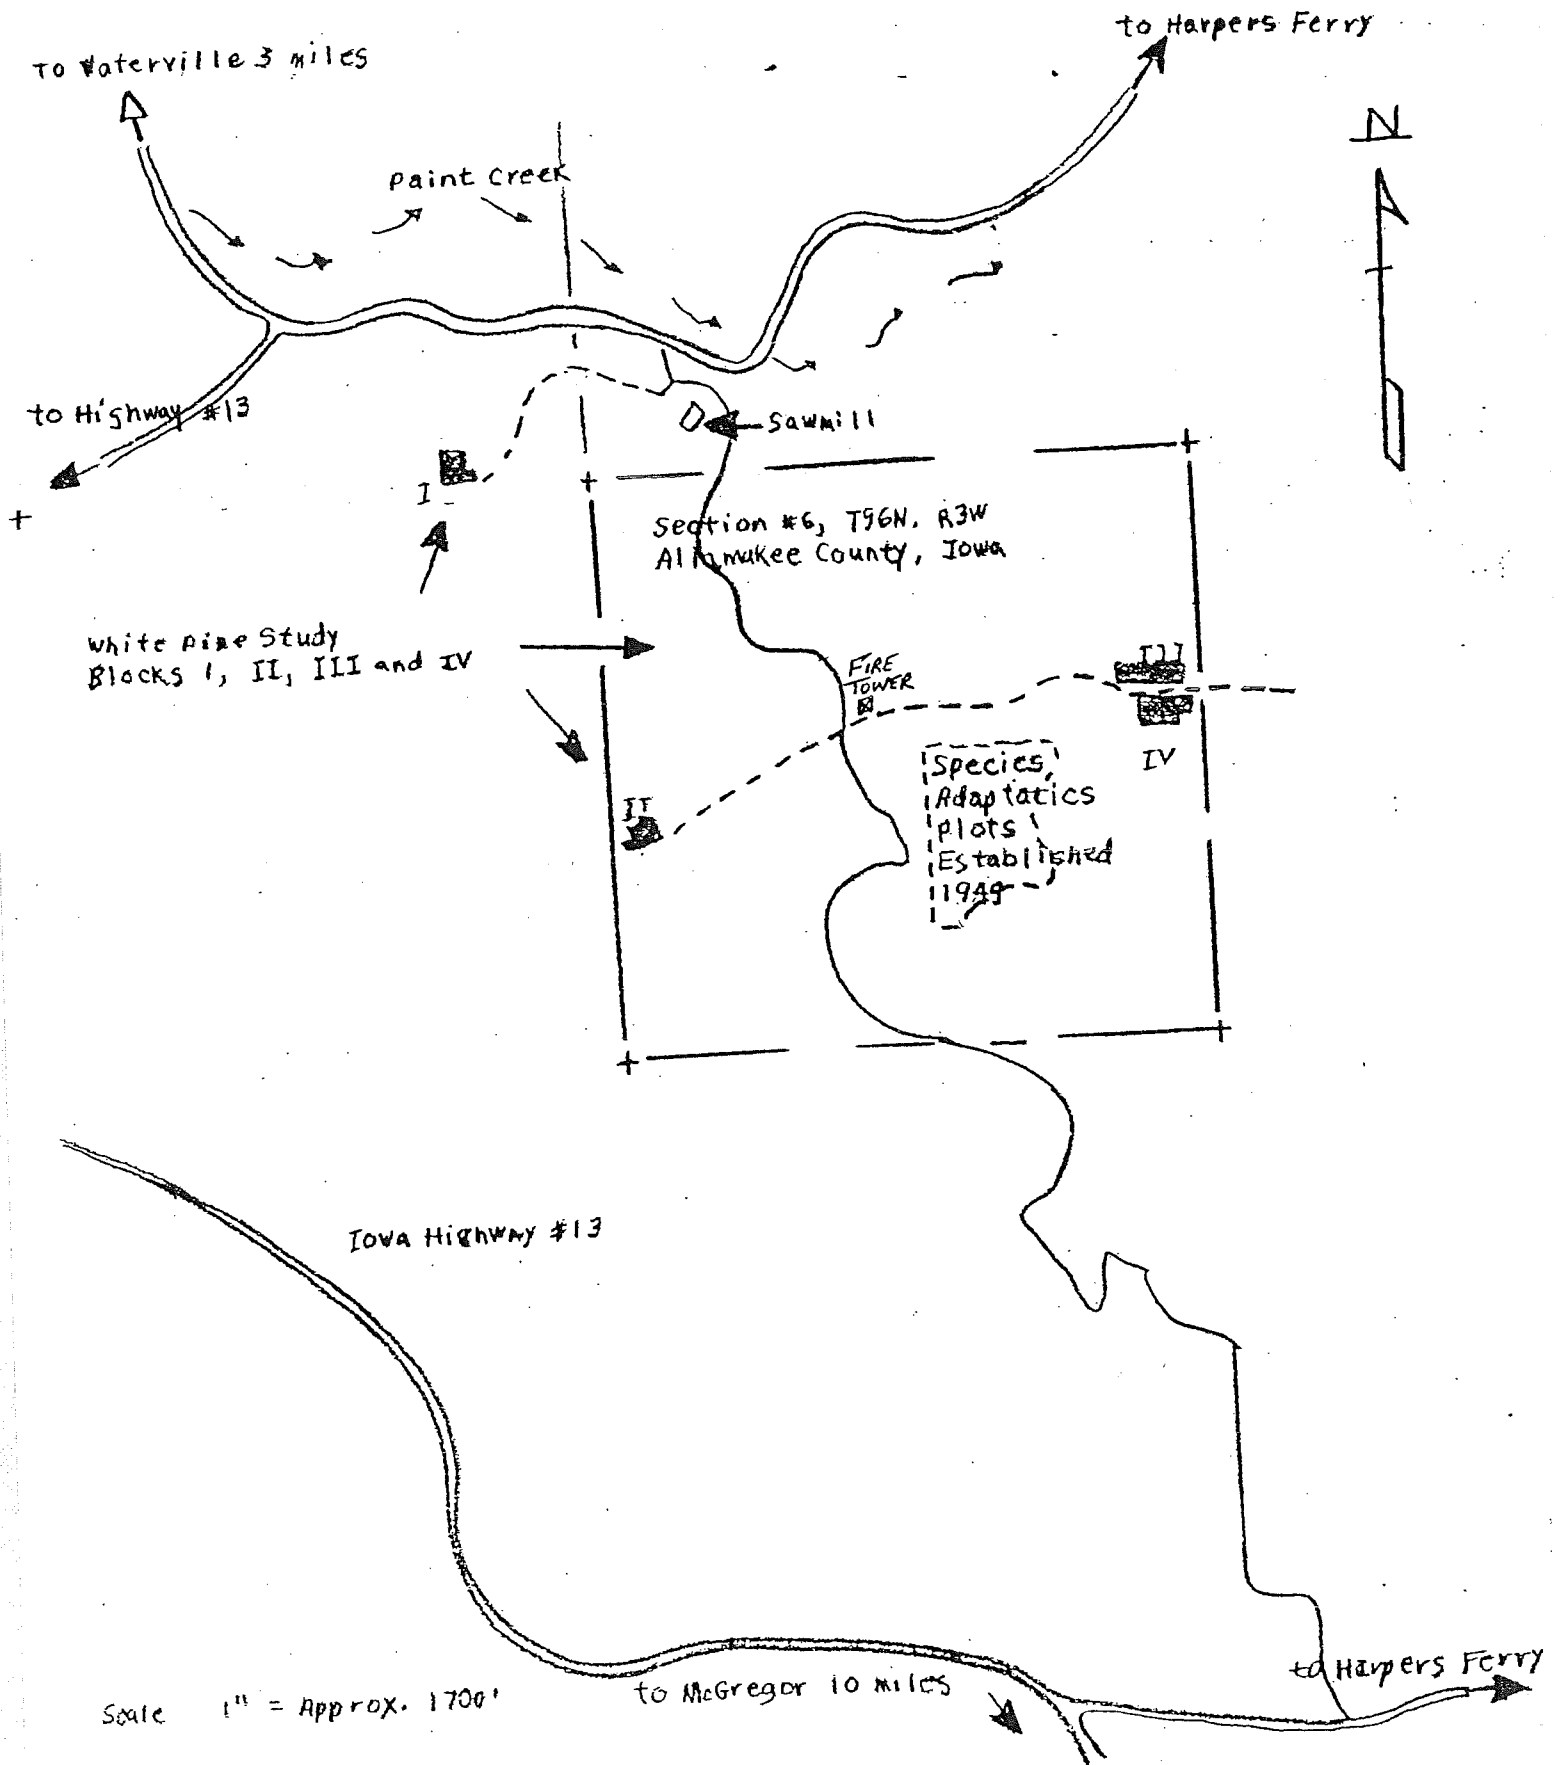 to Harpers Ferry
To Waterville 3 miles
N
Paint Creek
to Highway #13
Sawmill
I
Section #6, T96N. R3W
Allamakee County, Iowa
White Pine Study
Blocks 1, II, III and IV
FIRE
TOWER
III
IV
II
Species
Adaptatics
plots
Established
1949
Iowa Highway #13
to Harpers Ferry
to McGregor 10 miles
Scale 1" = Approx. 1700'